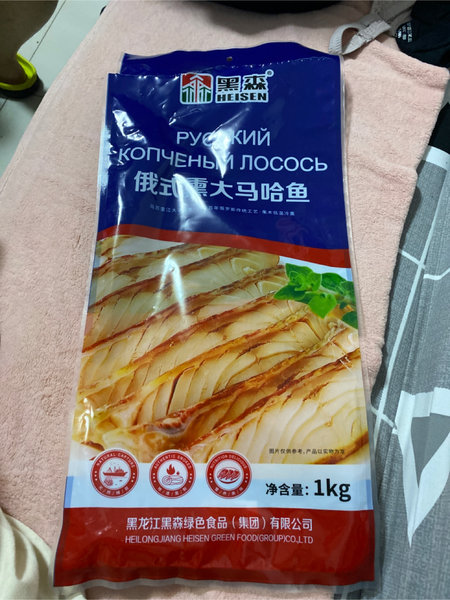 黑森®
HEISEN
РУССКИЙ
КОПЧЕНЫЙ ЛОСОСЬ
俄式熏大马哈鱼
图片仅供参考,产品以实物为准
净含量: 1kg
黑龙江黑森绿色食品(集团)有限公司
HEILONGJIANG HEISEN GREEN FOOD(GROUP)CO.,LTD